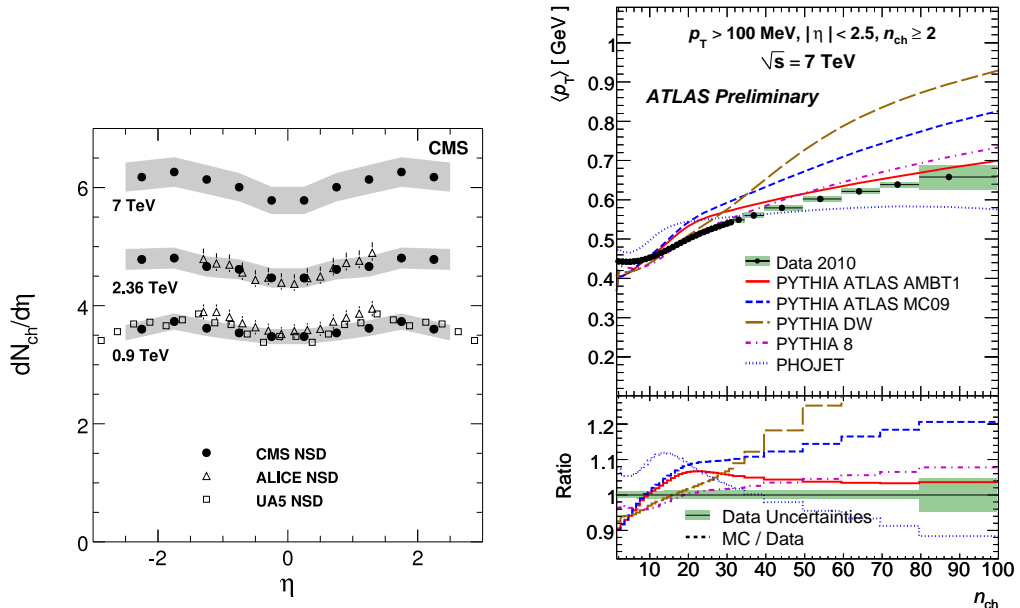 CMS
7 TeV
2.36 TeV
0.9 TeV
CMS NSD
ALICE NSD
UA5 NSD
dN_ch/dη
6
4
2
0
-2
0
2
η
p_T > 100 MeV, |η| < 2.5, n_ch ≥ 2
√s = 7 TeV
ATLAS Preliminary
⟨p_T⟩ [ GeV ]
1
0.9
0.8
0.7
0.6
0.5
0.4
Data 2010
PYTHIA ATLAS AMBT1
PYTHIA ATLAS MC09
PYTHIA DW
PYTHIA 8
PHOJET
Ratio
1.2
1.1
1.0
0.9
Data Uncertainties
MC / Data
10 20 30 40 50 60 70 80 90 100
n_ch